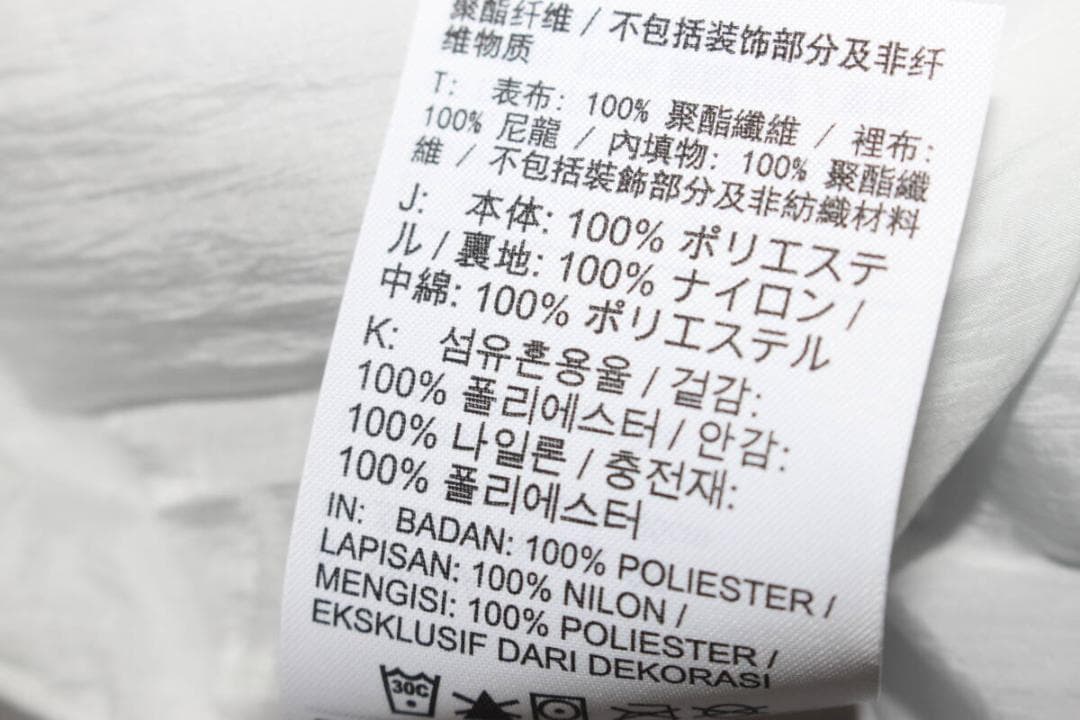 聚酯纤维 / 不包括装饰部分及非纤
维物质
T: 表布: 100% 聚酯纖維 / 裡布:
100% 尼龍 / 內填物: 100% 聚酯纖
維 / 不包括裝飾部分及非紡織材料
J: 本体: 100% ポリエステ
ル / 裏地: 100% ナイロン /
中綿: 100% ポリエステル
K: 섬유혼용율 / 겉감:
100% 폴리에스터 / 안감:
100% 나일론 / 충전재:
100% 폴리에스터
IN: BADAN: 100% POLIESTER /
LAPISAN: 100% NILON /
MENGISI: 100% POLIESTER /
EKSKLUSIF DARI DEKORASI
30C